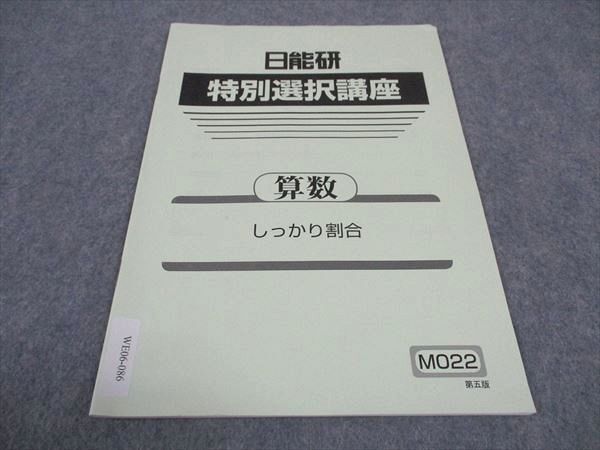 日能研
特別選択講座
算数
しっかり割合
M022
第五版
WE06-086